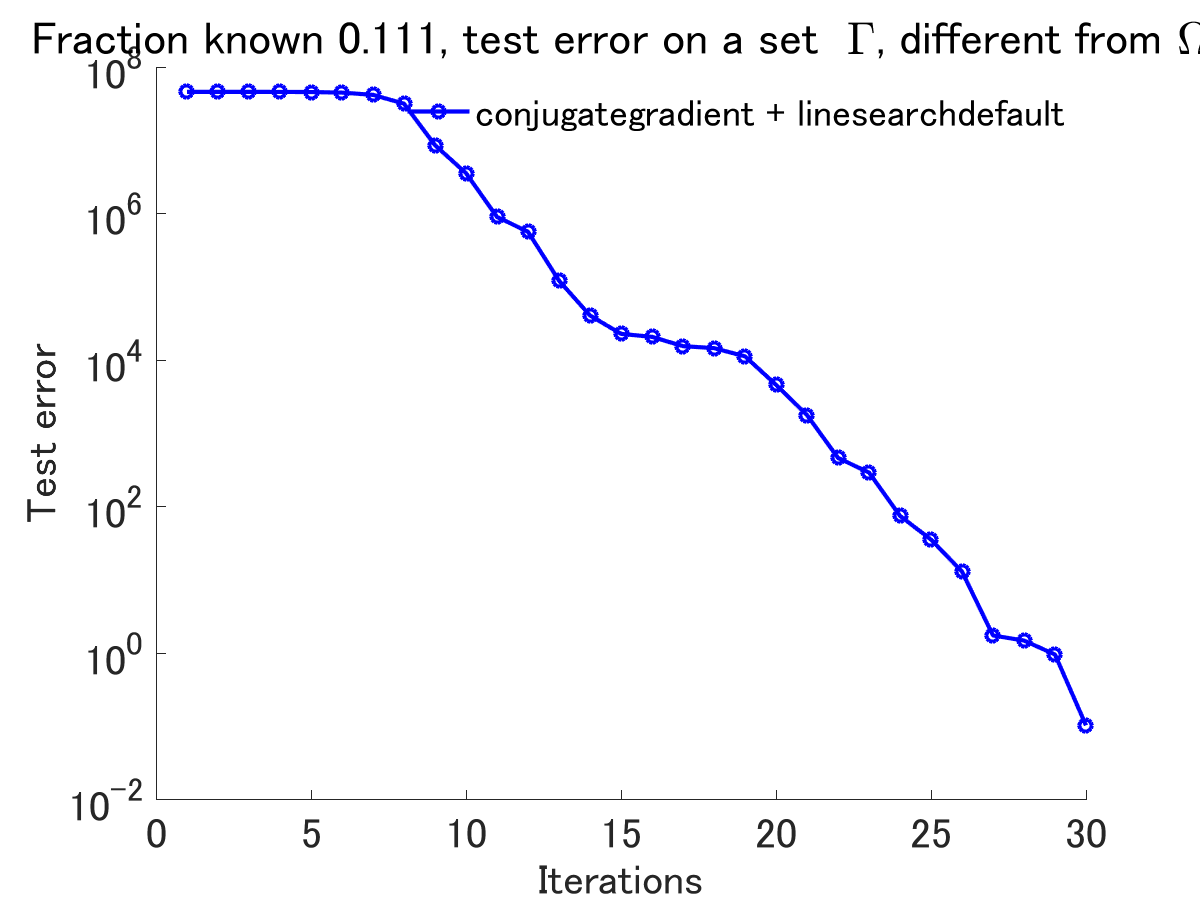 Fraction known 0.111, test error on a set Γ, different from Ω
10^8
conjugategradient + linesearchdefault
10^6
10^4
10^2
10^0
10^-2
Test error
0 5 10 15 20 25 30
Iterations